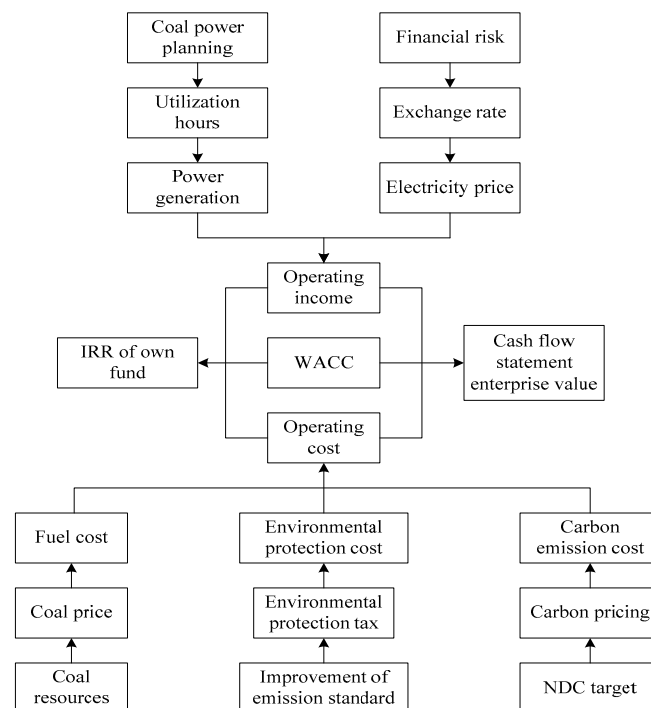 Coal power
planning
Financial risk
Utilization
hours
Exchange rate
Power
generation
Electricity price
Operating
income
IRR of own
fund
WACC
Cash flow
statement
enterprise value
Operating
cost
Fuel cost
Environmental
protection cost
Carbon
emission cost
Coal price
Environmental
protection tax
Carbon pricing
Coal
resources
Improvement of
emission standard
NDC target